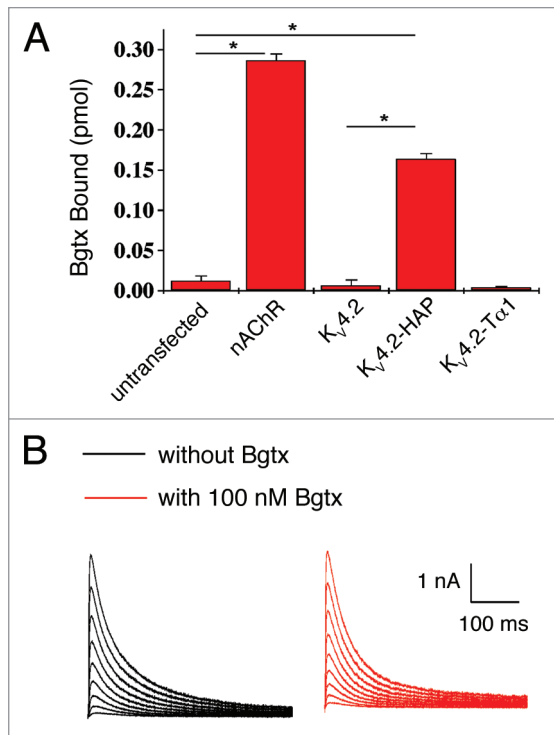 A
Bgtx Bound (pmol)
0.30
0.25
0.20
0.15
0.10
0.05
0.00
*
*
*
untransfected
nAChR
Kv4.2
Kv4.2-HAP
Kv4.2-Tα1
B
without Bgtx
with 100 nM Bgtx
1 nA
100 ms